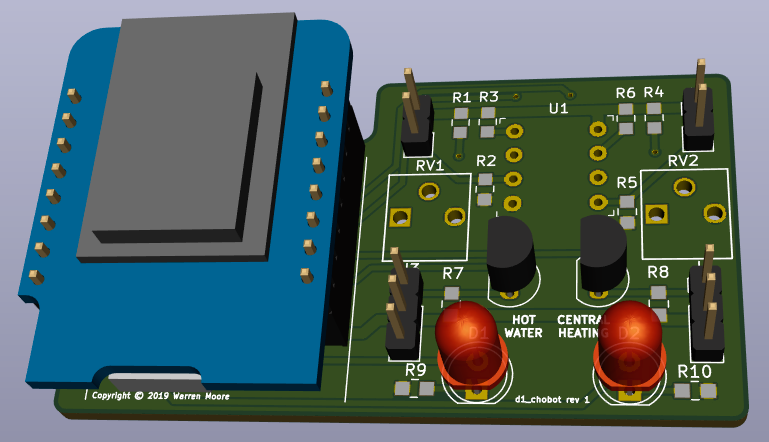 R1 R3
U1
R6 R4
RV1
R2
RV2
R5
R7
R8
HOT
WATER
CENTRAL
HEATING
D1
D2
R9
R10
Copyright © 2019 Warren Moore
d1_chobot rev 1